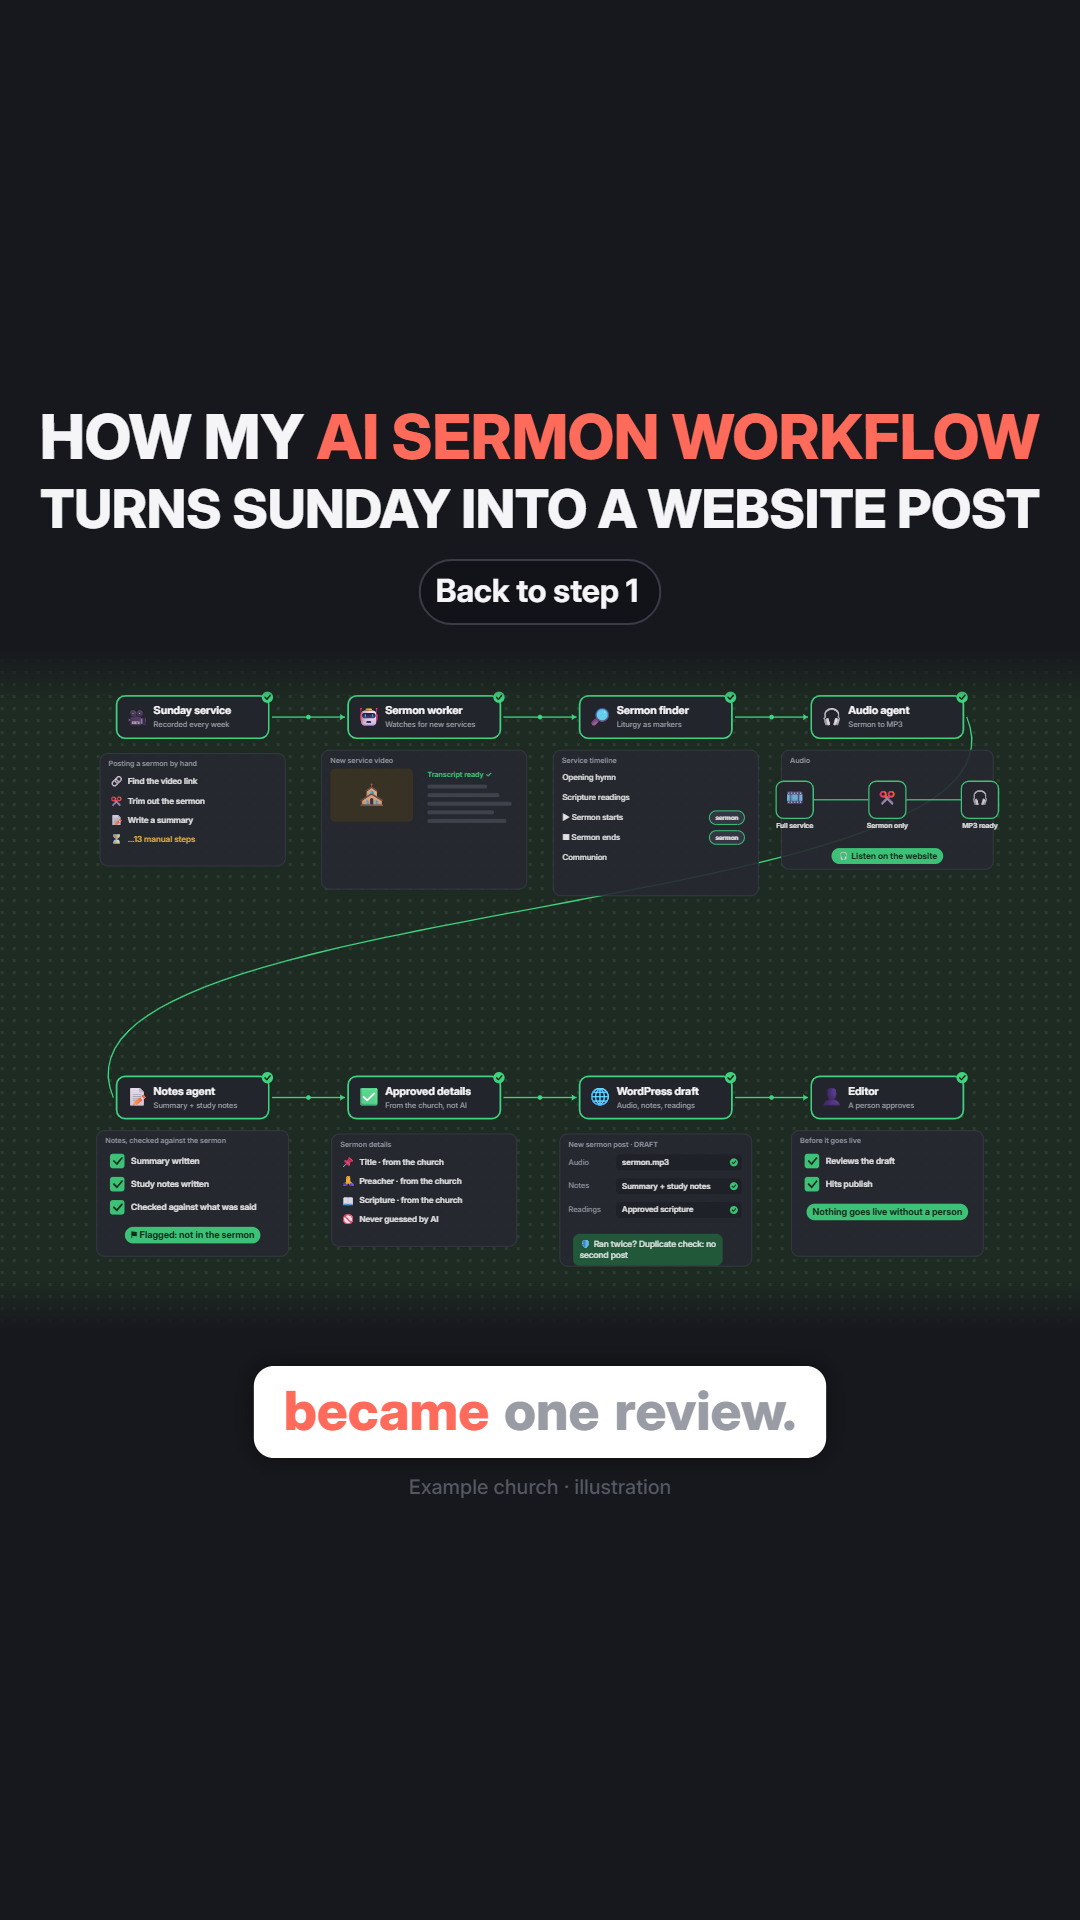 HOW MY AI SERMON WORKFLOW
TURNS SUNDAY INTO A WEBSITE POST
Back to step 1
Sunday service
Recorded every week
Sermon worker
Watches for new services
Sermon finder
Liturgy as markers
Audio agent
Sermon to MP3
Posting a sermon by hand
Find the video link
Trim out the sermon
Write a summary
...13 manual steps
New service video
Transcript ready ✓
Service timeline
Opening hymn
Scripture readings
▶ Sermon starts sermon
■ Sermon ends sermon
Communion
Audio
Full service
Sermon only
MP3 ready
Listen on the website
Notes agent
Summary + study notes
Approved details
From the church, not AI
WordPress draft
Audio, notes, readings
Editor
A person approves
Notes, checked against the sermon
Summary written
Study notes written
Checked against what was said
Flagged: not in the sermon
Sermon details
Title · from the church
Preacher · from the church
Scripture · from the church
Never guessed by AI
New sermon post · DRAFT
Audio sermon.mp3
Notes Summary + study notes
Readings Approved scripture
Ran twice? Duplicate check: no
second post
Before it goes live
Reviews the draft
Hits publish
Nothing goes live without a person
became one review.
Example church · illustration